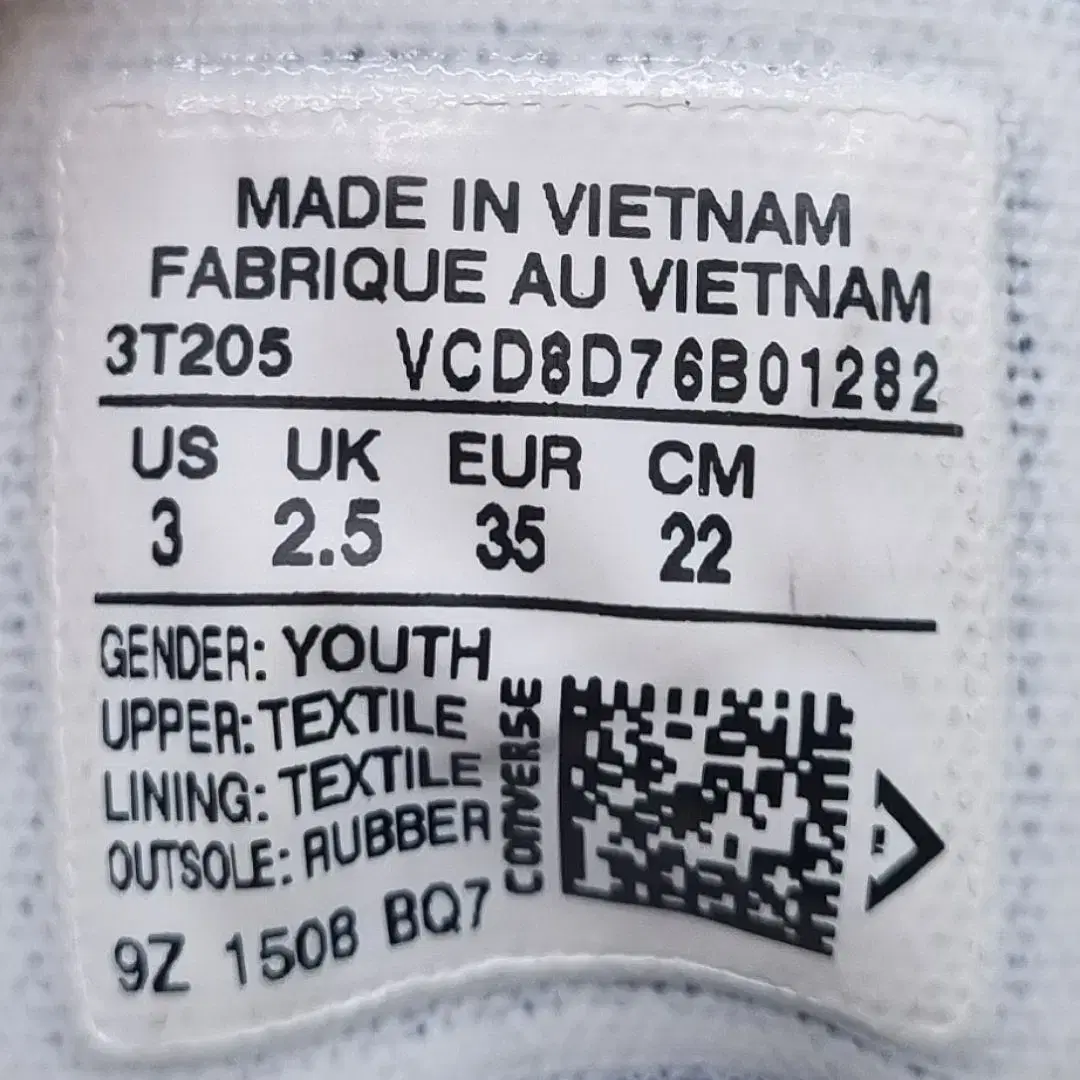 MADE IN VIETNAM
FABRIQUE AU VIETNAM
3T205 VCD8D76B01282
US UK EUR CM
3 2.5 35 22
GENDER: YOUTH
UPPER: TEXTILE
LINING: TEXTILE
OUTSOLE: RUBBER
9Z 1508 BQ7
CONVERSE